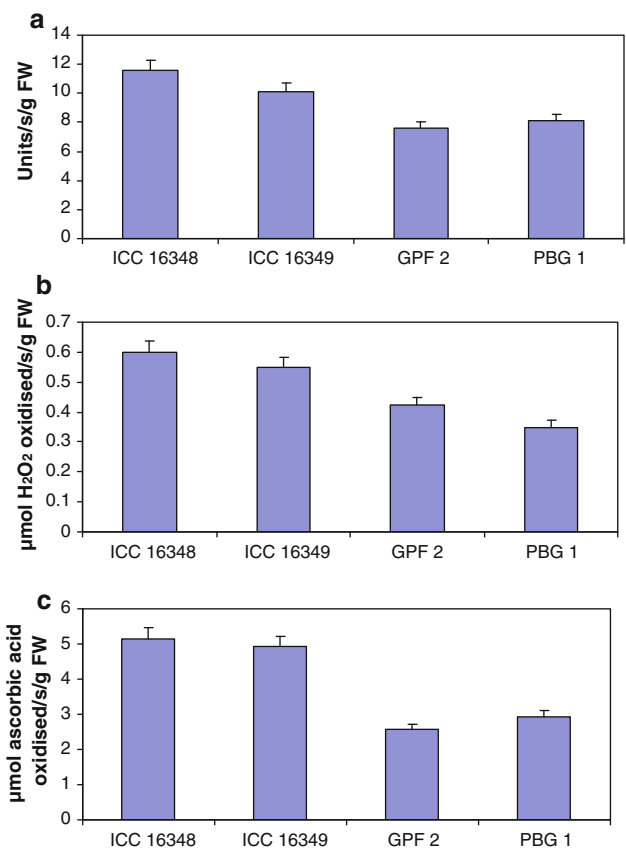 a
Units/s/g FW
14
12
10
8
6
4
2
0
ICC 16348 ICC 16349 GPF 2 PBG 1
b
µmol H2O2 oxidised/s/g FW
0.7
0.6
0.5
0.4
0.3
0.2
0.1
0
ICC 16348 ICC 16349 GPF 2 PBG 1
c
µmol ascorbic acid
oxidised/s/g FW
6
5
4
3
2
1
0
ICC 16348 ICC 16349 GPF 2 PBG 1